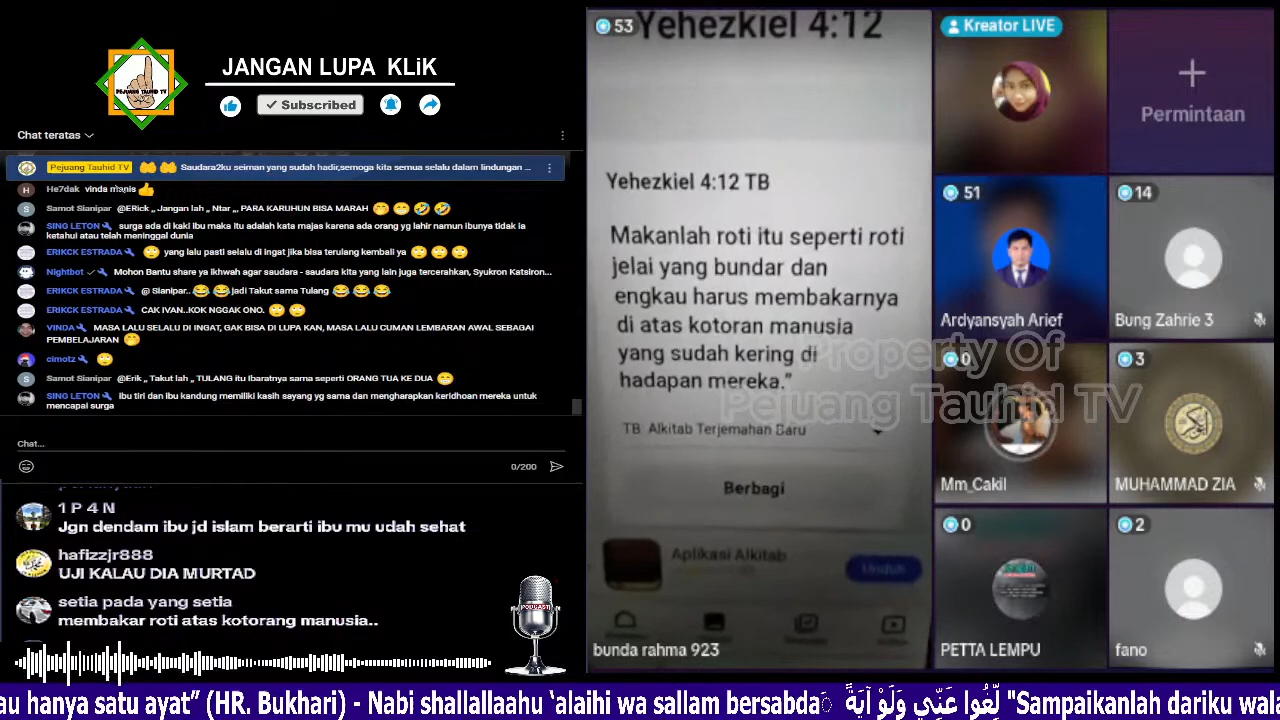 JANGAN LUPA KLiK
PEJUANG TAUHID TV
✓ Subscribed
Chat teratas
Pejuang Tauhid TV 🤲 🤲 Saudara2ku seiman yang sudah hadir,semoga kita semua selalu dalam lindungan ...
He7dak vinda manis 👍
Samot Sianipar @ERick ,, Jangan lah ,, Ntar ,,, PARA KARUHUN BISA MARAH 🤭 😁 🤣 🤣
SING LETON surga ada di kaki ibu maka itu adalah kata majas karena ada orang yg lahir namun ibunya tidak ia
ketahui atau telah meninggal dunia
ERIKCK ESTRADA 🙄 yang lalu pasti selalu di ingat jika bisa terulang kembali ya 🙄 🙄 🙄
Nightbot ✓ Mohon Bantu share ya ikhwah agar saudara - saudara kita yang lain juga tercerahkan, Syukron Katsiron...
ERIKCK ESTRADA @ Sianipar..😂 😂 jadi Takut sama Tulang 😂 😂 😂
ERIKCK ESTRADA CAK IVAN..KOK NGGAK ONO. 🙄 🙄
VINDA MASA LALU SELALU DI INGAT, GAK BISA DI LUPA KAN, MASA LALU CUMAN LEMBARAN AWAL SEBAGAI
PEMBELAJARAN 🤭
cimotz 🙄
Samot Sianipar @Erik ,, Takut lah ,, TULANG itu Ibaratnya sama seperti ORANG TUA KE DUA 😁
SING LETON ibu tiri dan ibu kandung memiliki kasih sayang yg sama dan mengharapkan keridhoan mereka untuk
mencapai surga
Chat...
0/200
1 P 4 N
Jgn dendam ibu jd islam berarti ibu mu udah sehat
hafizzjr888
UJI KALAU DIA MURTAD
setia pada yang setia
membakar roti atas kotorang manusia..
PODCAST
53
Yehezkiel 4:12
Yehezkiel 4:12 TB
Makanlah roti itu seperti roti
jelai yang bundar dan
engkau harus membakarnya
di atas kotoran manusia
yang sudah kering di
hadapan mereka."
TB Alkitab Terjemahan Baru
Berbagi
Aplikasi Alkitab
Unduh
bunda rahma 923
Property Of
Pejuang Tauhid TV
Kreator LIVE
Permintaan
51
Ardyansyah Arief
14
Bung Zahrie 3
0
Mm_Cakil
3
MUHAMMAD ZIA
0
PETTA LEMPU
2
fano
au hanya satu ayat” (HR. Bukhari) - Nabi shallallaahu ‘alaihi wa sallam bersabda لِّغُوا عَنِّي وَلَوْ آيَةً "Sampaikanlah dariku wala